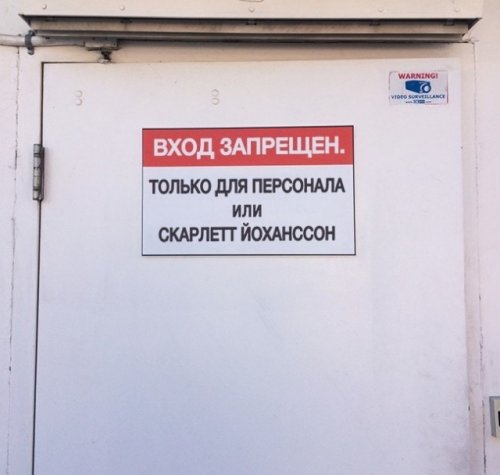 WARNING!
VIDEO SURVEILLANCE
ВХОД ЗАПРЕЩЕН.
ТОЛЬКО ДЛЯ ПЕРСОНАЛА
ИЛИ
СКАРЛЕТТ ЙОХАНССОН